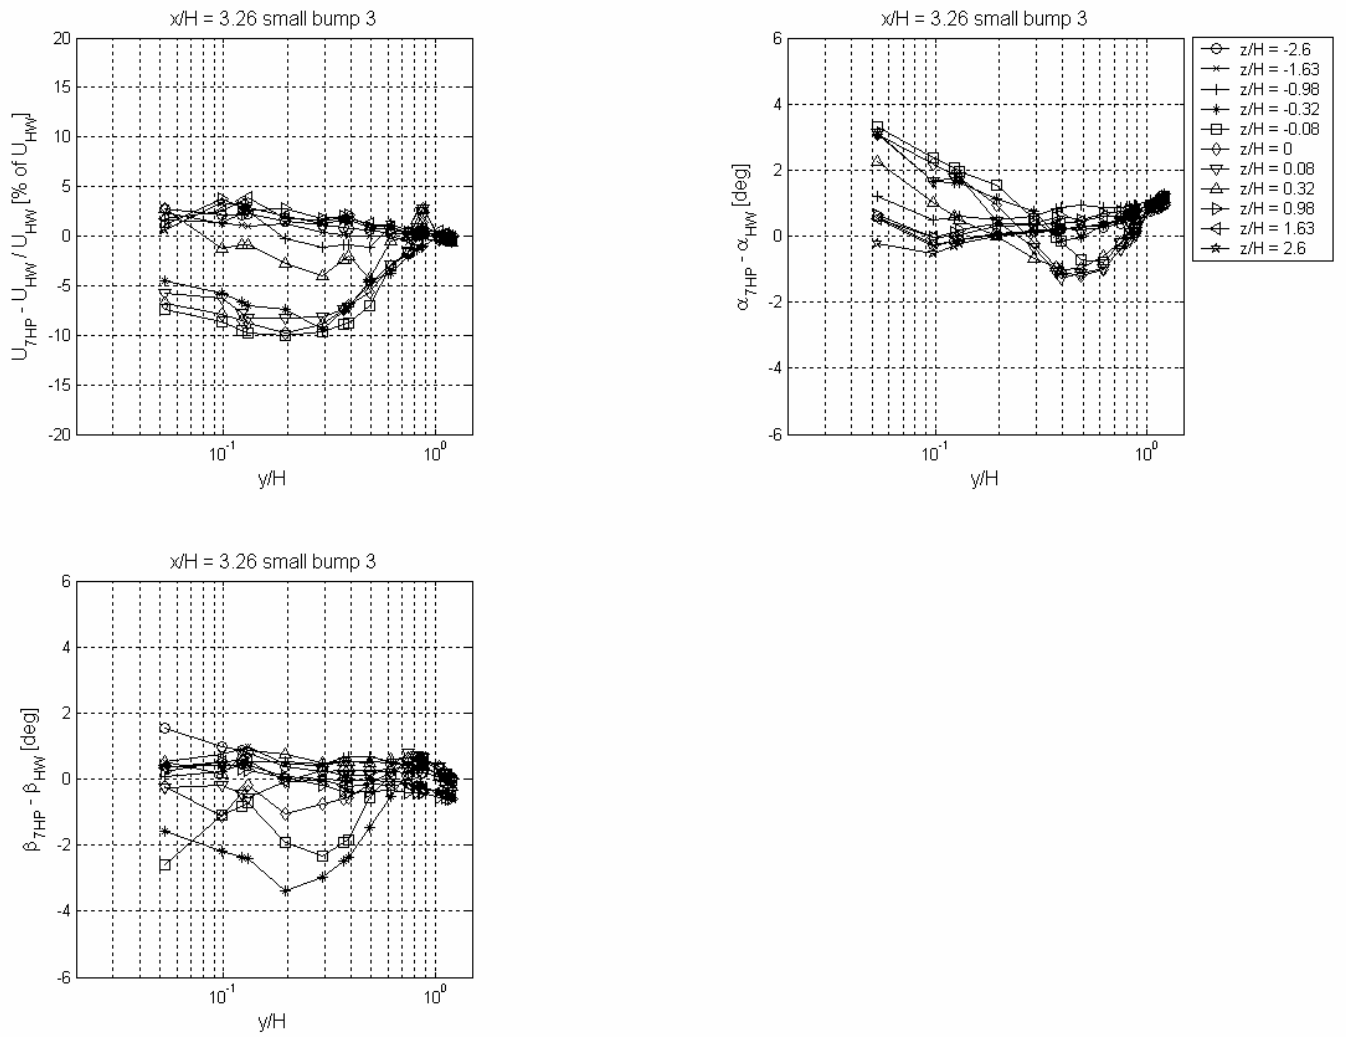 x/H = 3.26 small bump 3
20
15
10
5
0
-5
-10
-15
-20
U7HP - UHW / UHW [% of UHW]
10-1
100
y/H
x/H = 3.26 small bump 3
6
4
2
0
-2
-4
-6
α7HP - αHW [deg]
10-1
100
y/H
z/H = -2.6
z/H = -1.63
z/H = -0.98
z/H = -0.32
z/H = -0.08
z/H = 0
z/H = 0.08
z/H = 0.32
z/H = 0.98
z/H = 1.63
z/H = 2.6
x/H = 3.26 small bump 3
6
4
2
0
-2
-4
-6
β7HP - βHW [deg]
10-1
100
y/H